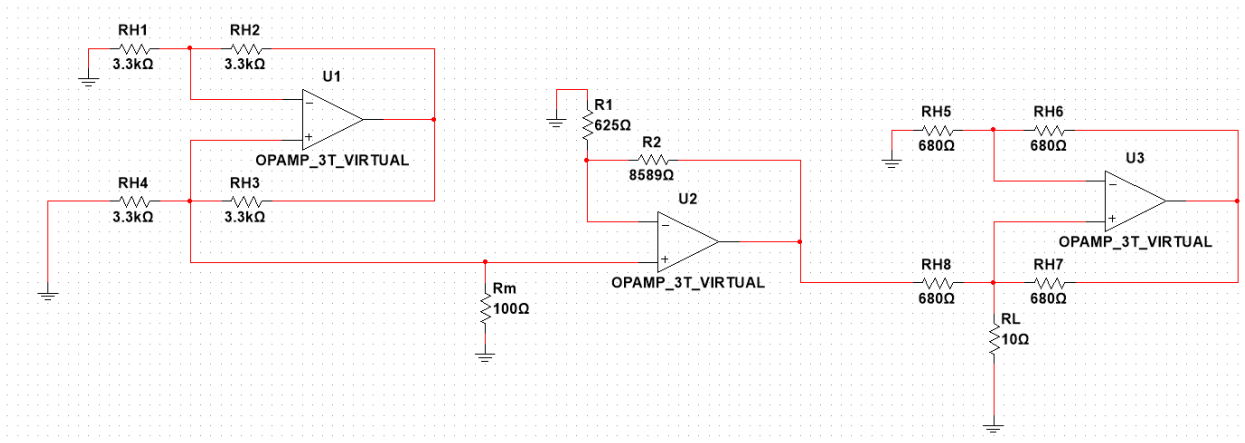 RH1
3.3kΩ
RH2
3.3kΩ
U1
−
+
OPAMP_3T_VIRTUAL
RH4
3.3kΩ
RH3
3.3kΩ
Rm
100Ω
R1
625Ω
R2
8589Ω
U2
−
+
OPAMP_3T_VIRTUAL
RH5
680Ω
RH6
680Ω
U3
−
+
OPAMP_3T_VIRTUAL
RH8
680Ω
RH7
680Ω
RL
10Ω